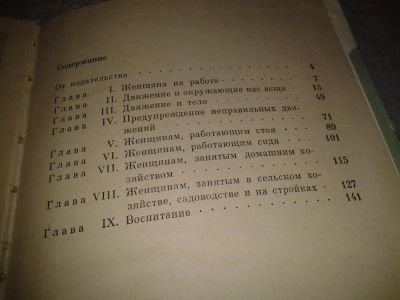 Содержание
От издательства . . . . . . . . . . 4
Глава I. Женщина на работе . . . . . . 7
Глава II. Движение и окружающие нас вещи . 15
Глава III. Движение и тело . . . . . . 49
Глава IV. Предупреждение неправильных дви-
жений . . . . . . . . . 71
Глава V. Женщинам, работающим стоя . . 89
Глава VI. Женщинам, работающим сидя . . 101
Глава VII. Женщинам, занятым домашним хо-
зяйством . . . . . . . . 115
Глава VIII. Женщинам, занятым в сельском хо-
зяйстве, садоводстве и на стройках . 127
Глава IX. Воспитание . . . . . . . . 141